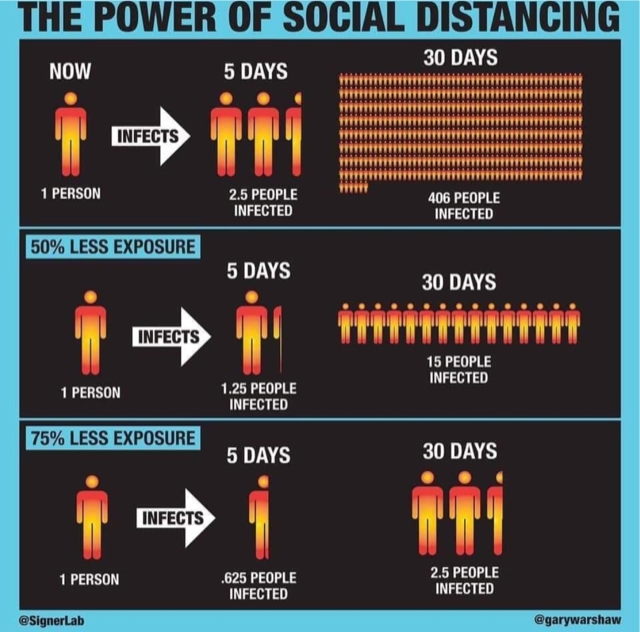 THE POWER OF SOCIAL DISTANCING
NOW
5 DAYS
30 DAYS
INFECTS
1 PERSON
2.5 PEOPLE
INFECTED
406 PEOPLE
INFECTED
50% LESS EXPOSURE
5 DAYS
30 DAYS
INFECTS
1 PERSON
1.25 PEOPLE
INFECTED
15 PEOPLE
INFECTED
75% LESS EXPOSURE
5 DAYS
30 DAYS
INFECTS
1 PERSON
.625 PEOPLE
INFECTED
2.5 PEOPLE
INFECTED
@SignerLab
@garywarshaw